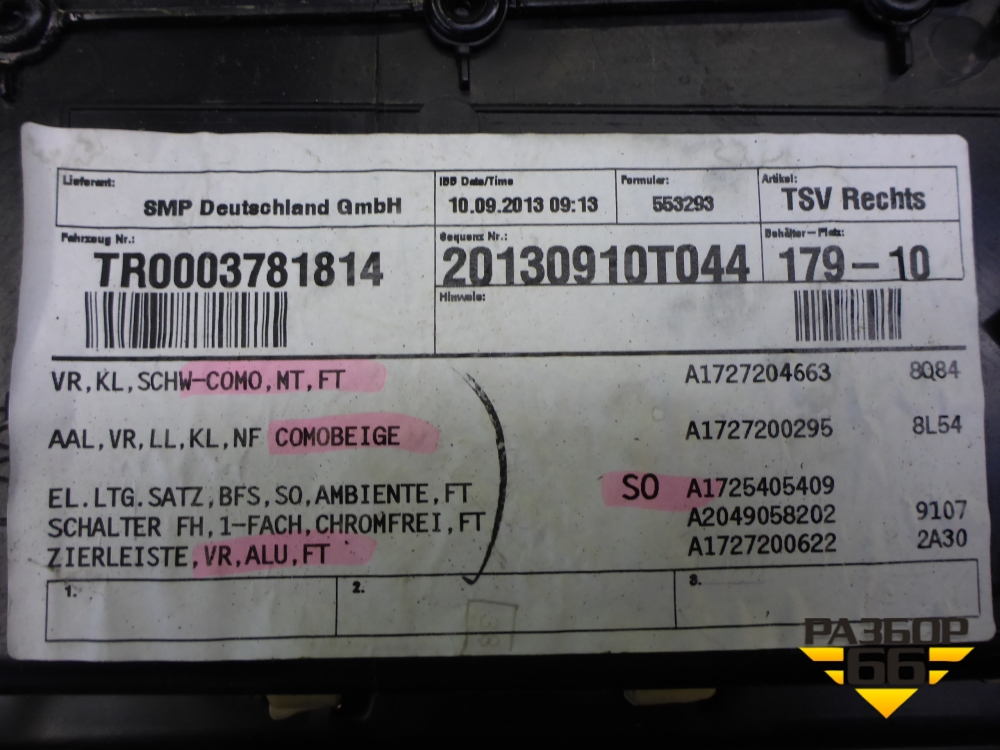 Lieferant:
SMP Deutschland GmbH
IBB Date/Time
10.09.2013 09:13
Formular:
553293
Artikel:
TSV Rechts
Fahrzeug Nr.:
TR0003781814
Sequenz Nr.:
20130910T044
Behälter-Platz:
179-10
Hinweis:
VR,KL,SCHW-COMO,MT,FT A1727204663 8Q84
AAL,VR,LL,KL,NF COMOBEIGE A1727200295 8L54
EL.LTG.SATZ,BFS,SO,AMBIENTE,FT SO A1725405409
SCHALTER FH,1-FACH,CHROMFREI,FT A2049058202 9107
ZIERLEISTE,VR,ALU,FT A1727200622 2A30
1. 2. 3.
РАЗБОР
66